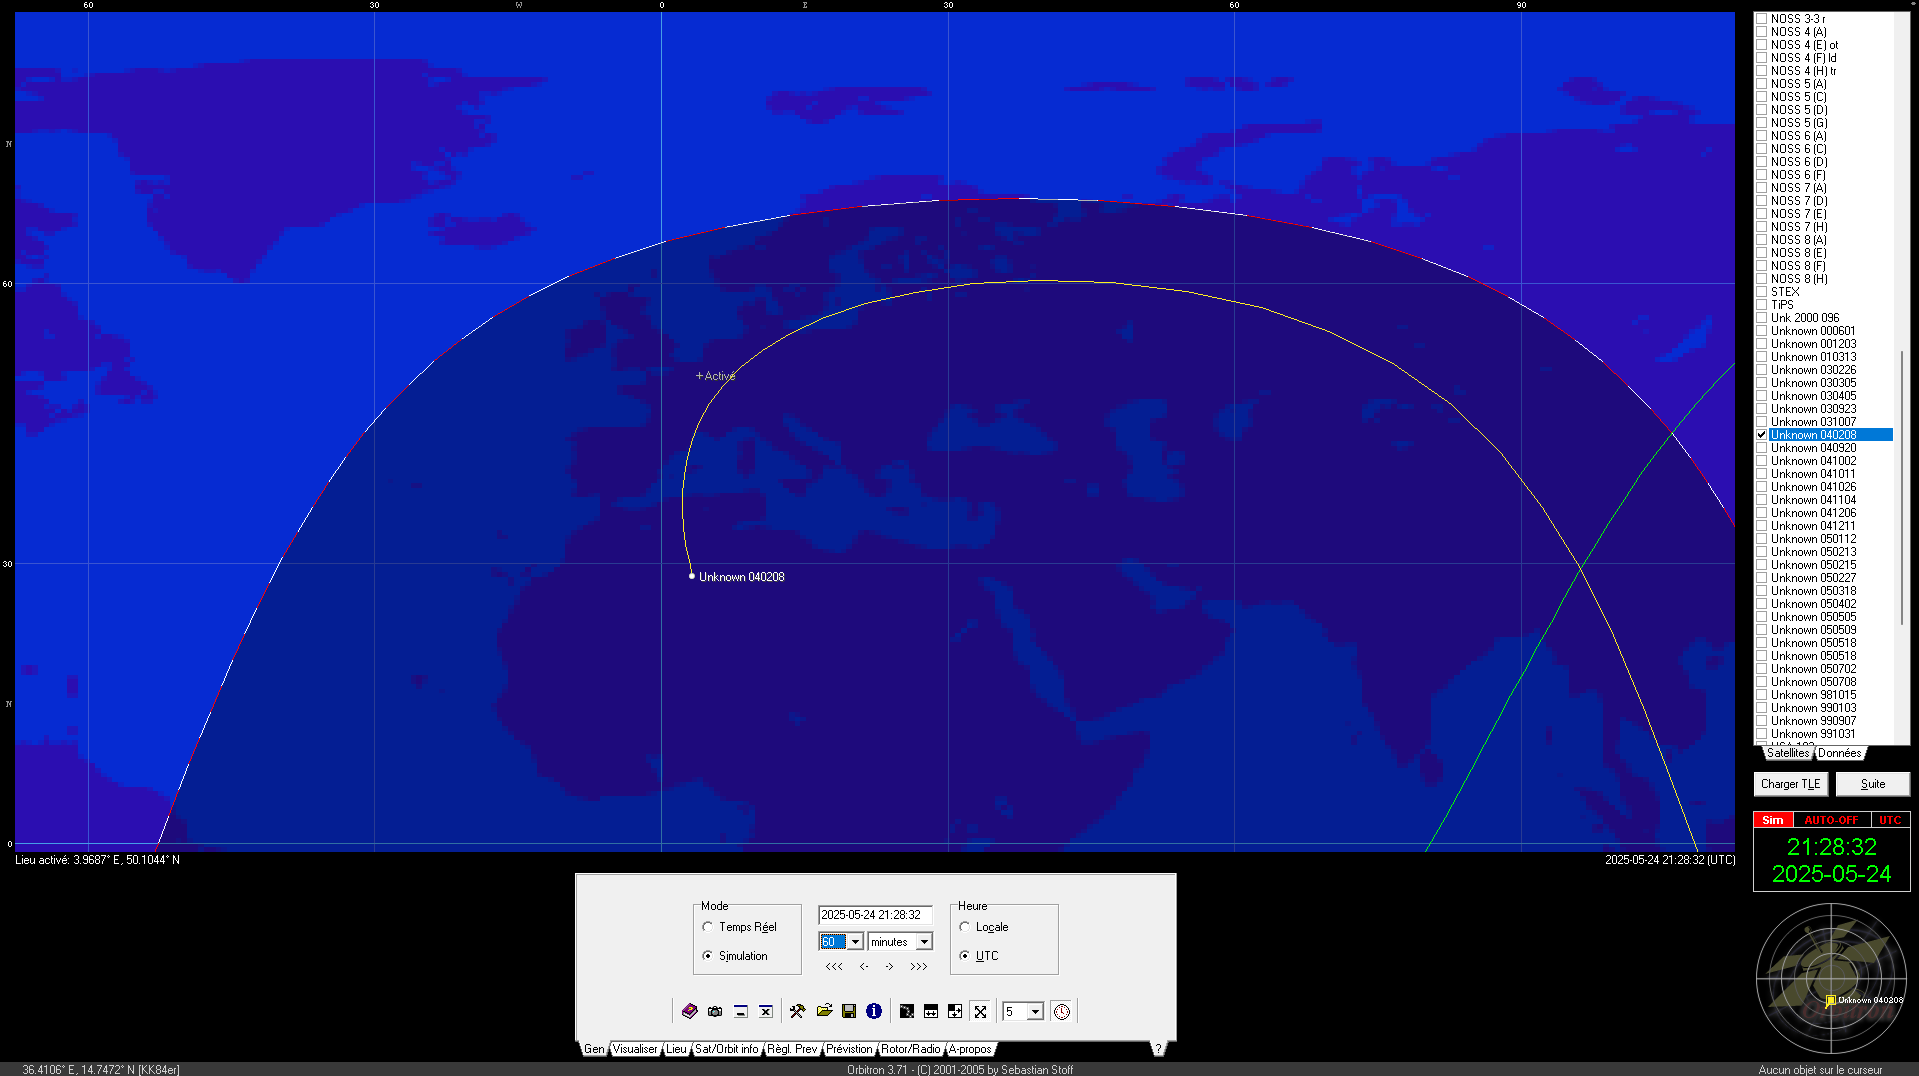 60 30 W 0 E 30 60 90
N
60
30
N
0
+Activé
Unknown 040208
Lieu activé: 3.9687° E, 50.1044° N
2025-05-24 21:28:32 (UTC)
NOSS 3-3 r
NOSS 4 (A)
NOSS 4 (E) ot
NOSS 4 (F) ld
NOSS 4 (H) tr
NOSS 5 (A)
NOSS 5 (C)
NOSS 5 (D)
NOSS 5 (G)
NOSS 6 (A)
NOSS 6 (C)
NOSS 6 (D)
NOSS 6 (F)
NOSS 7 (A)
NOSS 7 (D)
NOSS 7 (E)
NOSS 7 (H)
NOSS 8 (A)
NOSS 8 (E)
NOSS 8 (F)
NOSS 8 (H)
STEX
TiPS
Unk 2000 096
Unknown 000601
Unknown 001203
Unknown 010313
Unknown 030226
Unknown 030305
Unknown 030405
Unknown 030923
Unknown 031007
Unknown 040208
Unknown 040920
Unknown 041002
Unknown 041011
Unknown 041026
Unknown 041104
Unknown 041206
Unknown 041211
Unknown 050112
Unknown 050213
Unknown 050215
Unknown 050227
Unknown 050318
Unknown 050402
Unknown 050505
Unknown 050509
Unknown 050518
Unknown 050518
Unknown 050702
Unknown 050708
Unknown 981015
Unknown 990103
Unknown 990907
Unknown 991031
Satellites Données
Charger TLE Suite
Sim AUTO-OFF UTC
21:28:32
2025-05-24
Unknown 040208
Mode
Temps Réel
Simulation
2025-05-24 21:28:32
60 minutes
<<< <- -> >>>
Heure
Locale
UTC
5
Gen Visualiser Lieu Sat/Orbit info Règl. Prev Prévistion Rotor/Radio A-propos ?
36.4106° E, 14.7472° N [KK84er]
Orbitron 3.71 - (C) 2001-2005 by Sebastian Stoff
Aucun objet sur le curseur